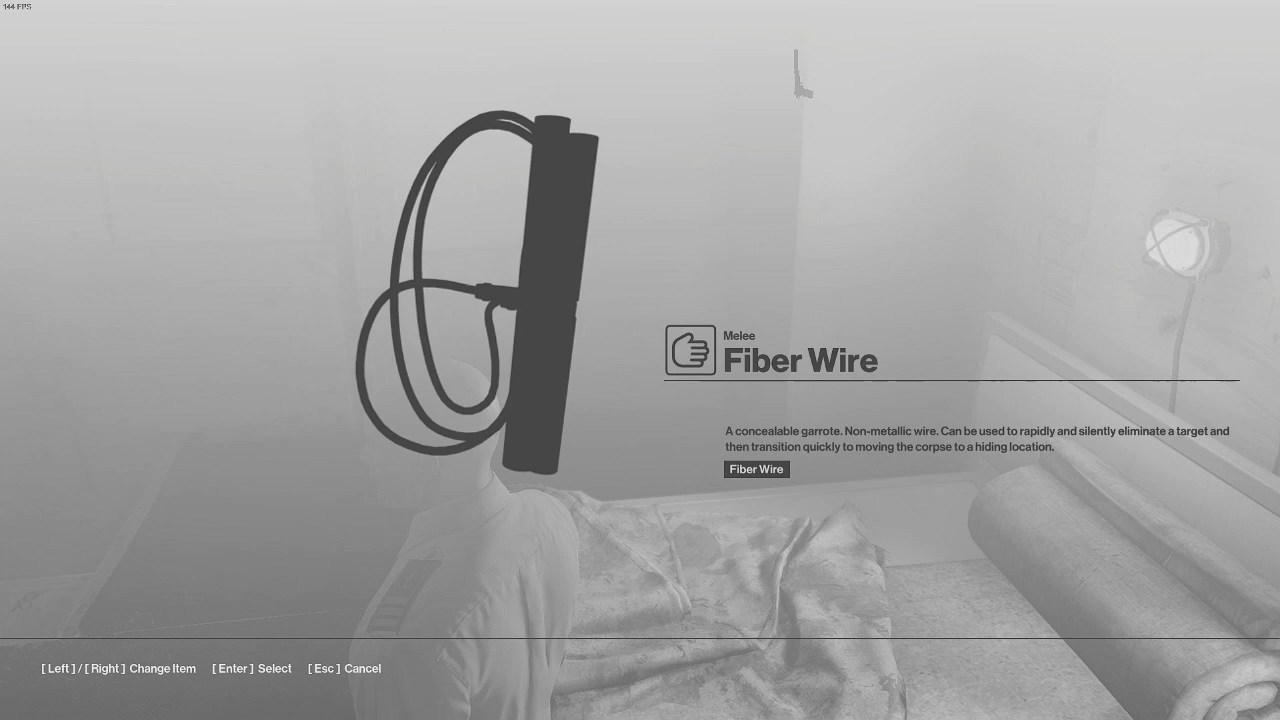 144 FPS
Melee
Fiber Wire
A concealable garrote. Non-metallic wire. Can be used to rapidly and silently eliminate a target and
then transition quickly to moving the corpse to a hiding location.
Fiber Wire
[ Left ] / [ Right ] Change Item [ Enter ] Select [ Esc ] Cancel